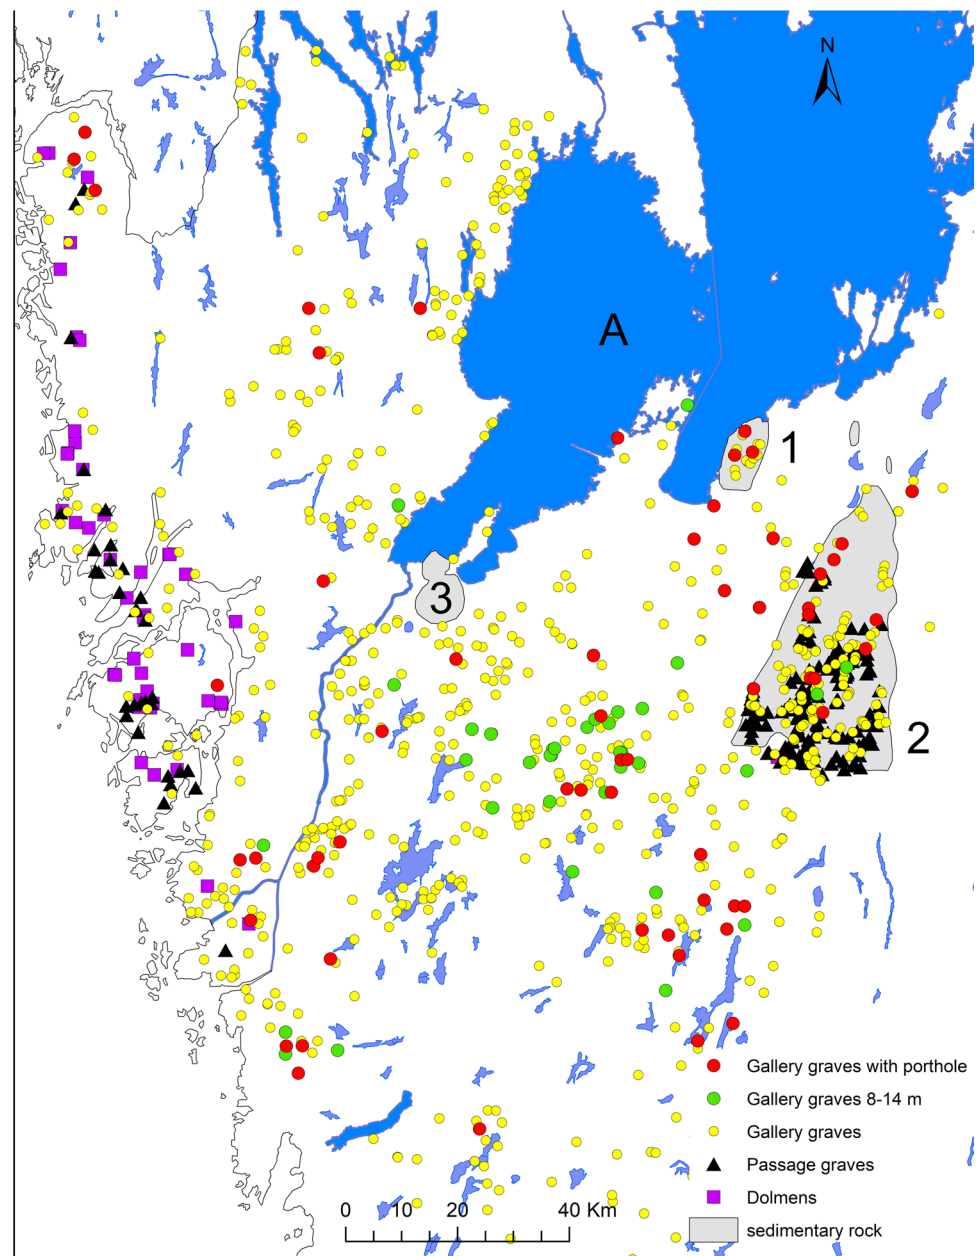 N
A
1
2
3
Gallery graves with porthole
Gallery graves 8-14 m
Gallery graves
Passage graves
Dolmens
sedimentary rock
0 10 20 40 Km